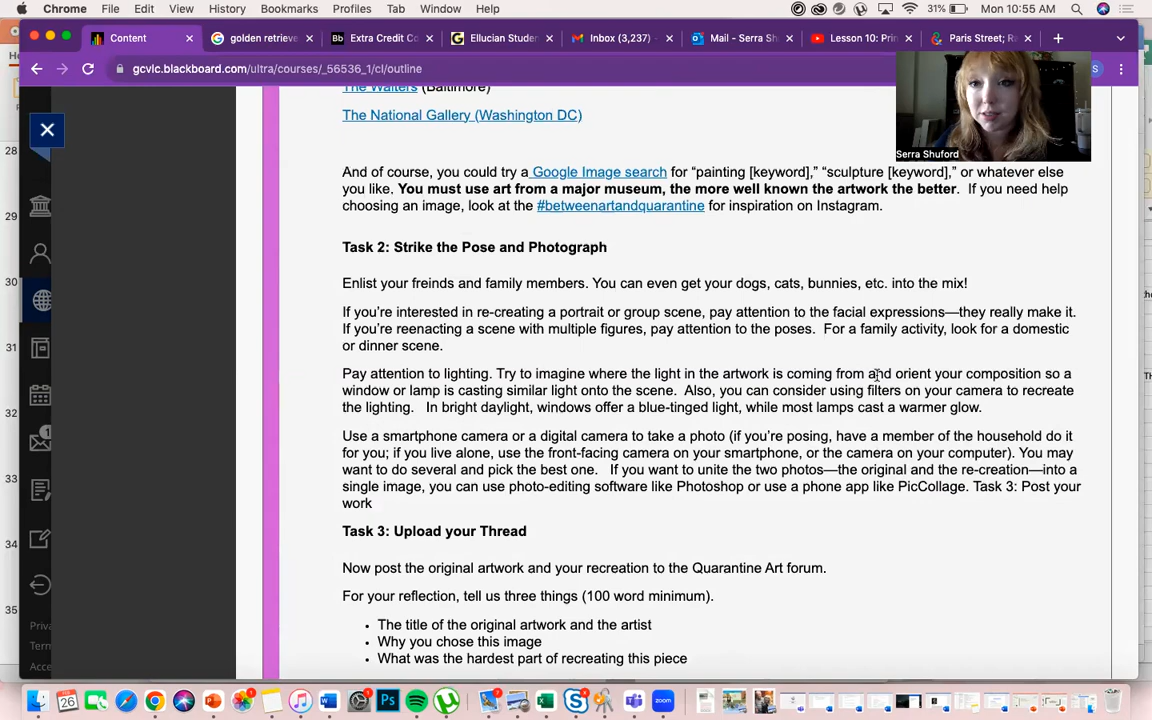 Chrome File Edit View History Bookmarks Profiles Tab Window Help 31% Mon 10:55 AM
Content golden retrieve Extra Credit Co Ellucian Studen Inbox (3,237) Mail - Serra Sh Lesson 10: Prin Paris Street; Ra
gcvlc.blackboard.com/ultra/courses/_56536_1/cl/outline
S
The Walters (Baltimore)
The National Gallery (Washington DC)
Serra Shuford
And of course, you could try a Google Image search for “painting [keyword],” “sculpture [keyword],” or whatever else
you like. You must use art from a major museum, the more well known the artwork the better. If you need help
choosing an image, look at the #betweenartandquarantine for inspiration on Instagram.
Task 2: Strike the Pose and Photograph
Enlist your freinds and family members. You can even get your dogs, cats, bunnies, etc. into the mix!
If you’re interested in re-creating a portrait or group scene, pay attention to the facial expressions—they really make it.
If you’re reenacting a scene with multiple figures, pay attention to the poses. For a family activity, look for a domestic
or dinner scene.
Pay attention to lighting. Try to imagine where the light in the artwork is coming from and orient your composition so a
window or lamp is casting similar light onto the scene. Also, you can consider using filters on your camera to recreate
the lighting. In bright daylight, windows offer a blue-tinged light, while most lamps cast a warmer glow.
Use a smartphone camera or a digital camera to take a photo (if you’re posing, have a member of the household do it
for you; if you live alone, use the front-facing camera on your smartphone, or the camera on your computer). You may
want to do several and pick the best one. If you want to unite the two photos—the original and the re-creation—into a
single image, you can use photo-editing software like Photoshop or use a phone app like PicCollage. Task 3: Post your
work
Task 3: Upload your Thread
Now post the original artwork and your recreation to the Quarantine Art forum.
For your reflection, tell us three things (100 word minimum).
• The title of the original artwork and the artist
• Why you chose this image
• What was the hardest part of recreating this piece
28
29
30
31
32
33
34
35
Priva
Term
Acce